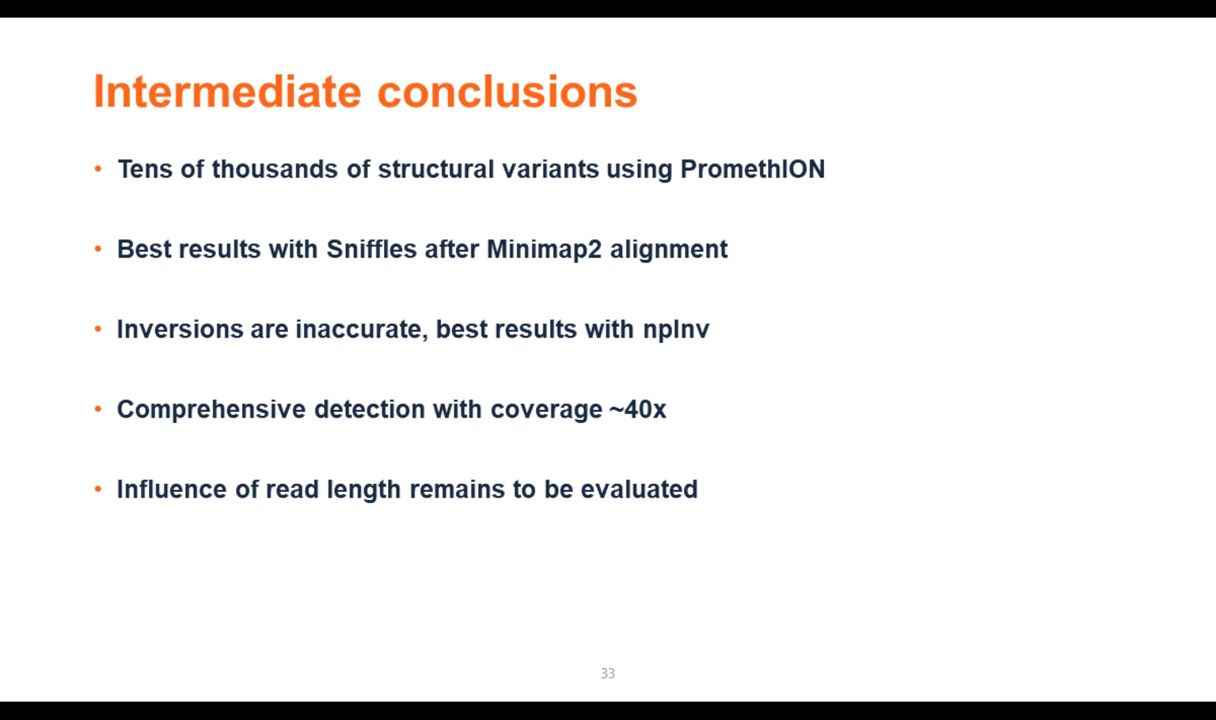 Intermediate conclusions
• Tens of thousands of structural variants using PromethION
• Best results with Sniffles after Minimap2 alignment
• Inversions are inaccurate, best results with npInv
• Comprehensive detection with coverage ~40x
• Influence of read length remains to be evaluated
33